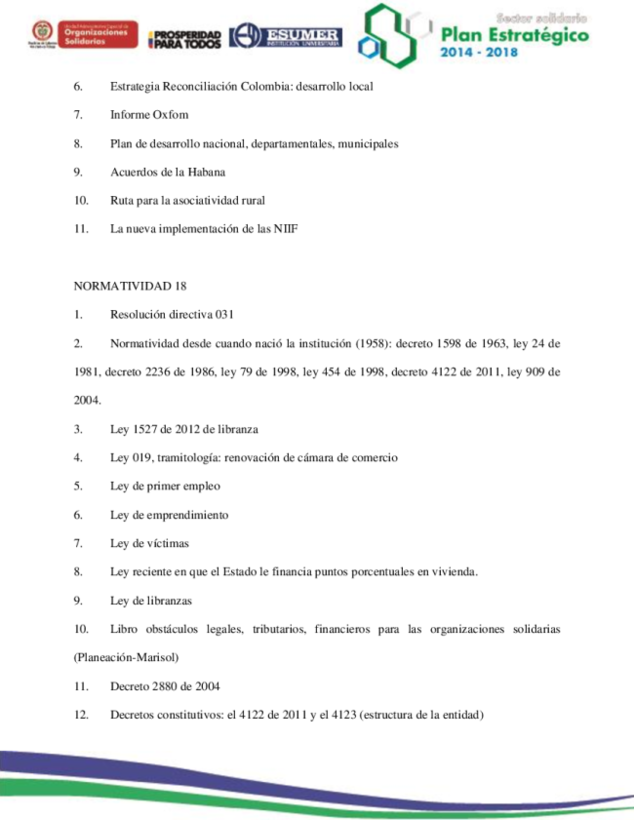 Unidad Administrativa Especial de
Organizaciones
Solidarias
PROSPERIDAD
PARA TODOS
ESUMER
INSTITUCIÓN UNIVERSITARIA
Sector solidario
Plan Estratégico
2014 - 2018
6. Estrategia Reconciliación Colombia: desarrollo local
7. Informe Oxfom
8. Plan de desarrollo nacional, departamentales, municipales
9. Acuerdos de la Habana
10. Ruta para la asociatividad rural
11. La nueva implementación de las NIIF
NORMATIVIDAD 18
1. Resolución directiva 031
2. Normatividad desde cuando nació la institución (1958): decreto 1598 de 1963, ley 24 de
1981, decreto 2236 de 1986, ley 79 de 1998, ley 454 de 1998, decreto 4122 de 2011, ley 909 de
2004.
3. Ley 1527 de 2012 de libranza
4. Ley 019, tramitología: renovación de cámara de comercio
5. Ley de primer empleo
6. Ley de emprendimiento
7. Ley de víctimas
8. Ley reciente en que el Estado le financia puntos porcentuales en vivienda.
9. Ley de libranzas
10. Libro obstáculos legales, tributarios, financieros para las organizaciones solidarias
(Planeación-Marisol)
11. Decreto 2880 de 2004
12. Decretos constitutivos: el 4122 de 2011 y el 4123 (estructura de la entidad)